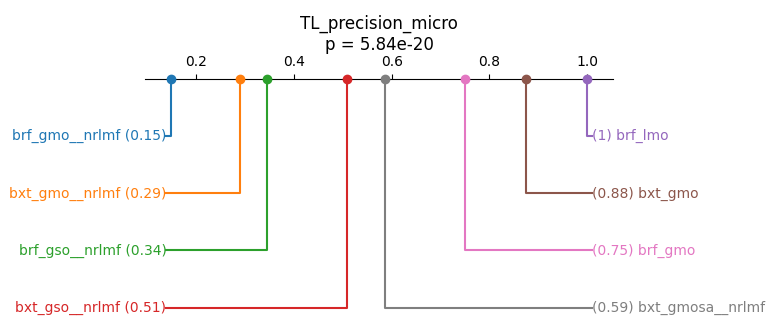 TL_precision_micro
p = 5.84e-20
0.2 0.4 0.6 0.8 1.0
brf_gmo__nrlmf (0.15)
(1) brf_lmo
bxt_gmo__nrlmf (0.29)
(0.88) bxt_gmo
brf_gso__nrlmf (0.34)
(0.75) brf_gmo
bxt_gso__nrlmf (0.51)
(0.59) bxt_gmosa__nrlmf